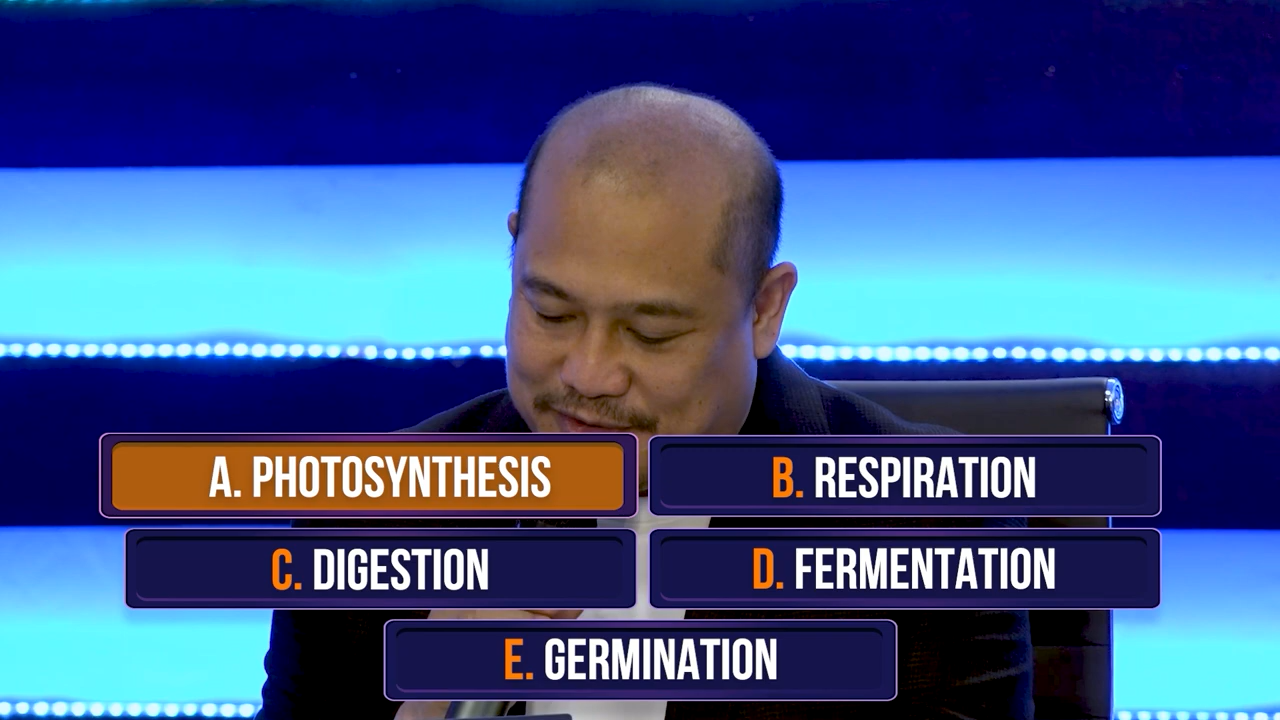 A. PHOTOSYNTHESIS
B. RESPIRATION
C. DIGESTION
D. FERMENTATION
E. GERMINATION